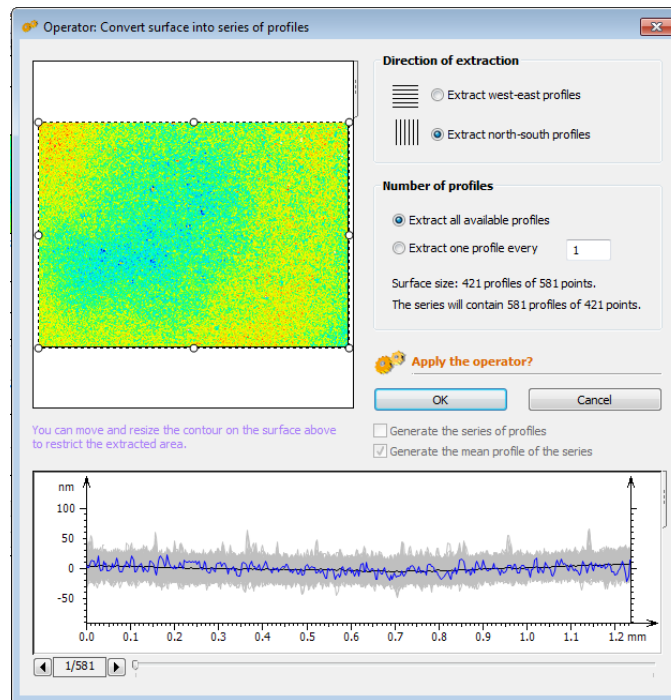 Operator: Convert surface into series of profiles
Direction of extraction
Extract west-east profiles
Extract north-south profiles
Number of profiles
Extract all available profiles
Extract one profile every 1
Surface size: 421 profiles of 581 points.
The series will contain 581 profiles of 421 points.
Apply the operator?
OK Cancel
You can move and resize the contour on the surface above
to restrict the extracted area.
Generate the series of profiles
Generate the mean profile of the series
nm
100
50
0
-50
0.0 0.1 0.2 0.3 0.4 0.5 0.6 0.7 0.8 0.9 1.0 1.1 1.2 mm
1/581